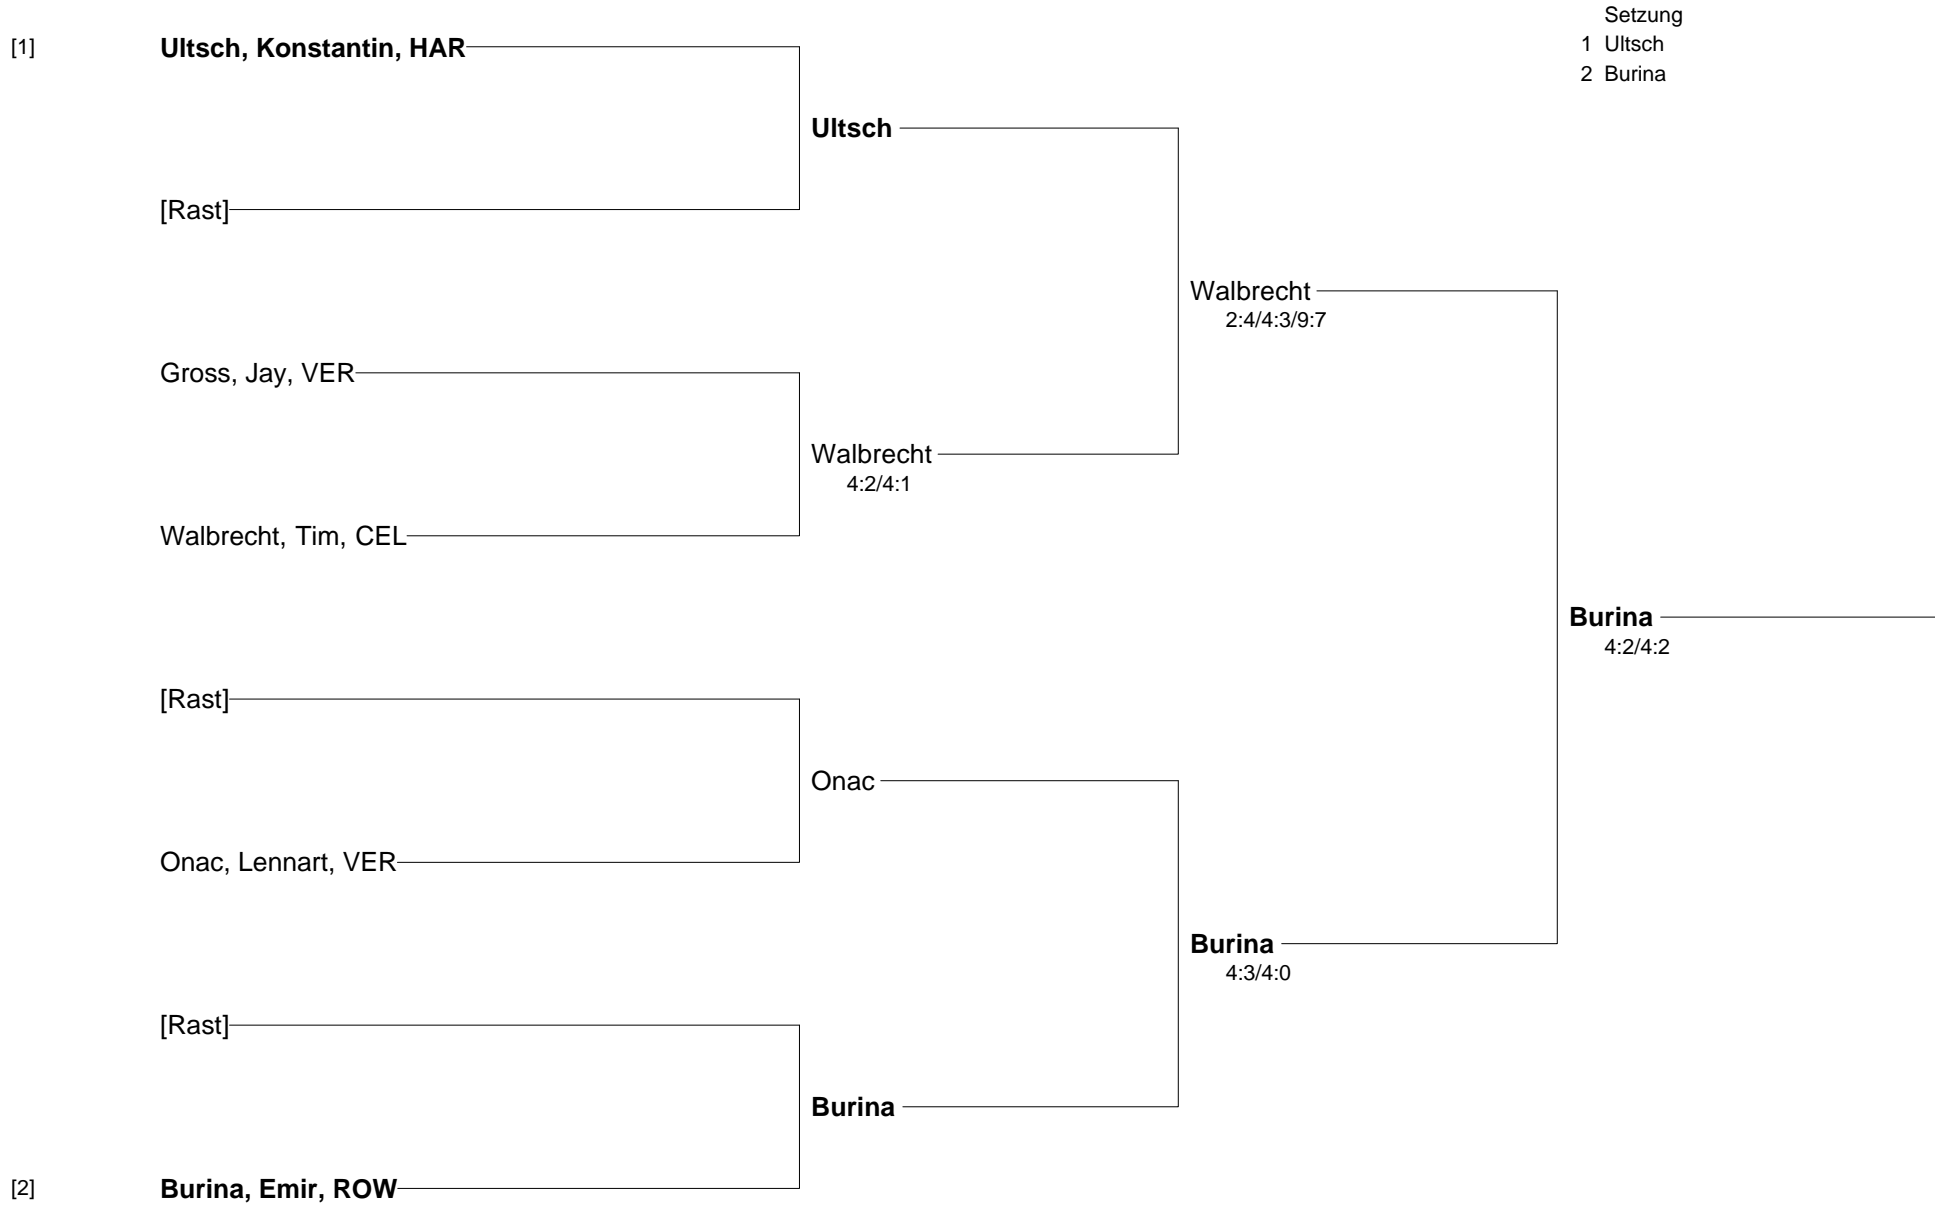 Setzung
1 Ultsch
2 Burina
[1] Ultsch, Konstantin, HAR
Ultsch
[Rast]
Walbrecht
2:4/4:3/9:7
Gross, Jay, VER
Walbrecht
4:2/4:1
Walbrecht, Tim, CEL
Burina
4:2/4:2
[Rast]
Onac
Onac, Lennart, VER
Burina
4:3/4:0
[Rast]
Burina
[2] Burina, Emir, ROW